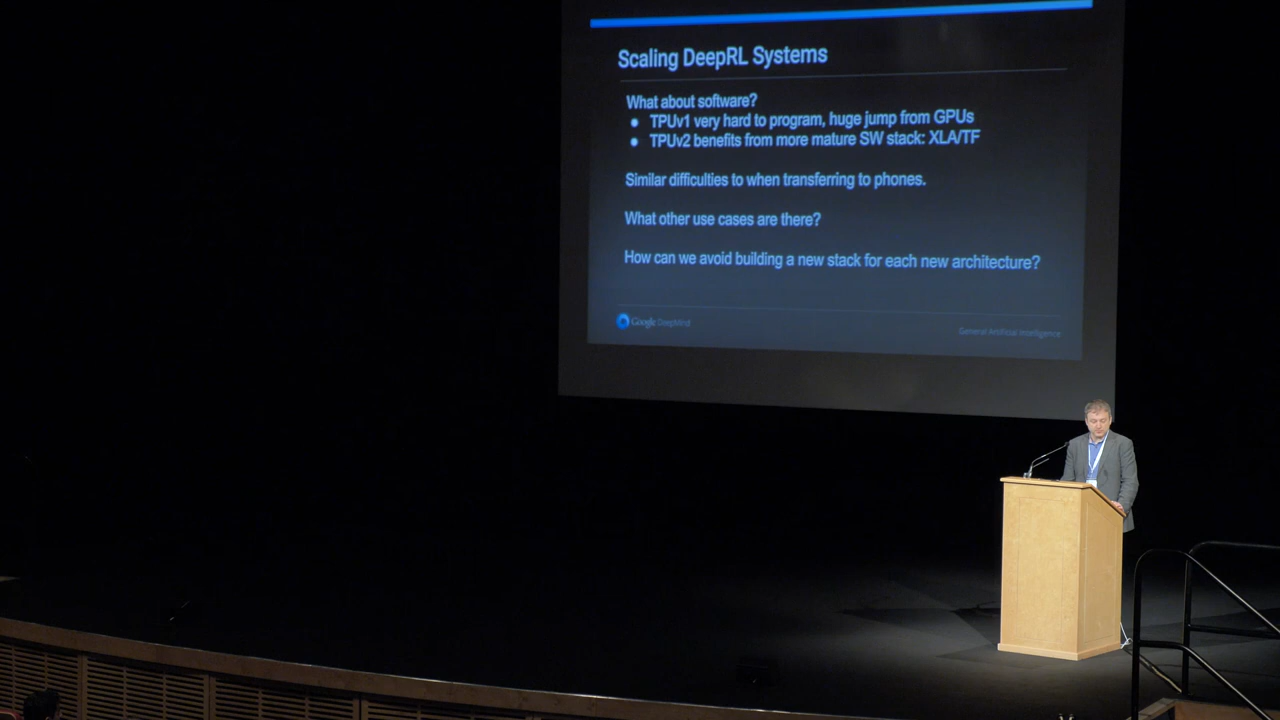 Scaling DeepRL Systems
What about software?
• TPUv1 very hard to program, huge jump from GPUs
• TPUv2 benefits from more mature SW stack: XLA/TF
Similar difficulties to when transferring to phones.
What other use cases are there?
How can we avoid building a new stack for each new architecture?
Google DeepMind
General Artificial Intelligence